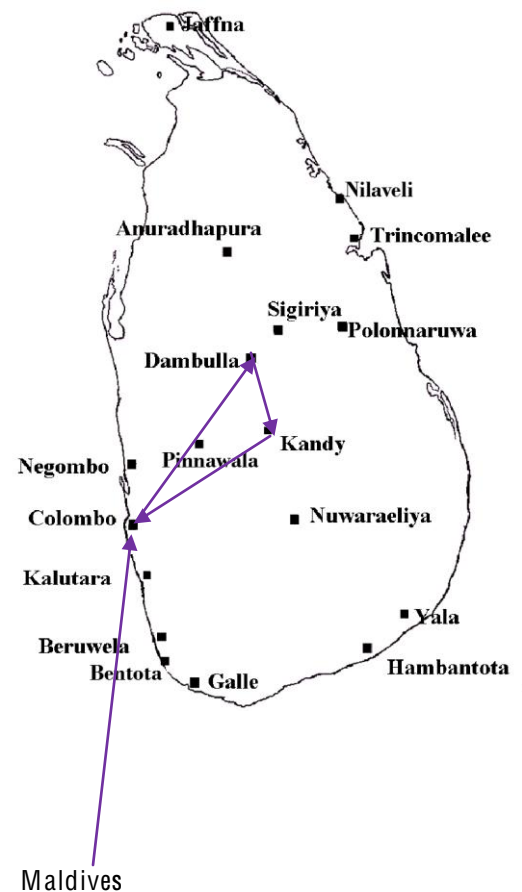 Jaffna
Nilaveli
Anuradhapura
Trincomalee
Sigiriya
Polonnaruwa
Dambulla
Kandy
Pinnawala
Negombo
Colombo
Nuwaraeliya
Kalutara
Yala
Beruwela
Hambantota
Bentota
Galle
Maldives